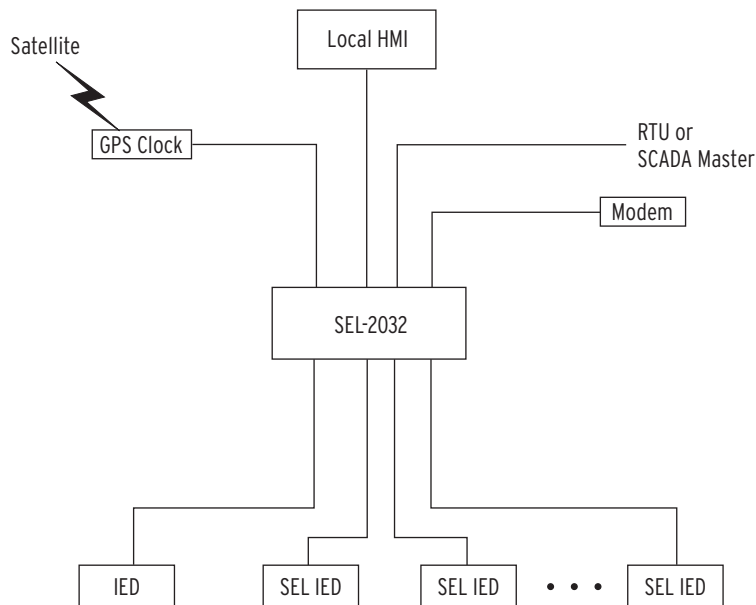 Local HMI
Satellite
GPS Clock
RTU or
SCADA Master
Modem
SEL-2032
IED
SEL IED
SEL IED
• • •
SEL IED